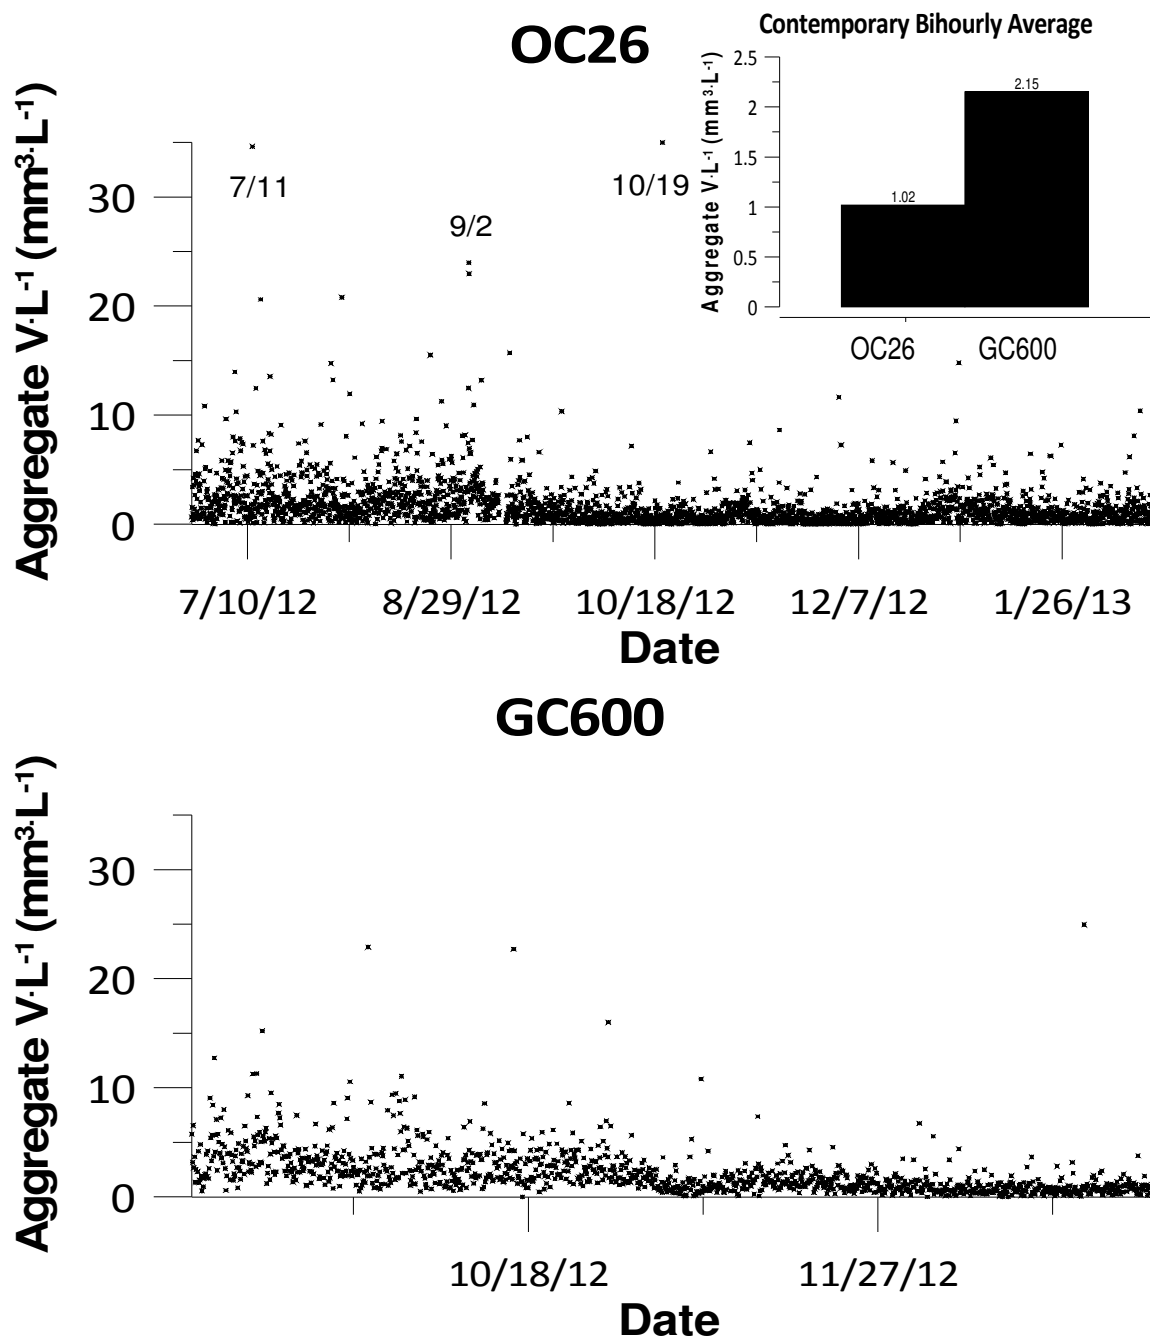 OC26
Contemporary Bihourly Average
Aggregate V·L⁻¹ (mm³·L⁻¹)
2.5
2
1.5
1
0.5
0
1.02
2.15
OC26 GC600
Aggregate V·L⁻¹ (mm³·L⁻¹)
30
20
10
0
7/11
9/2
10/19
7/10/12 8/29/12 10/18/12 12/7/12 1/26/13
Date
GC600
Aggregate V·L⁻¹ (mm³·L⁻¹)
30
20
10
0
10/18/12 11/27/12
Date